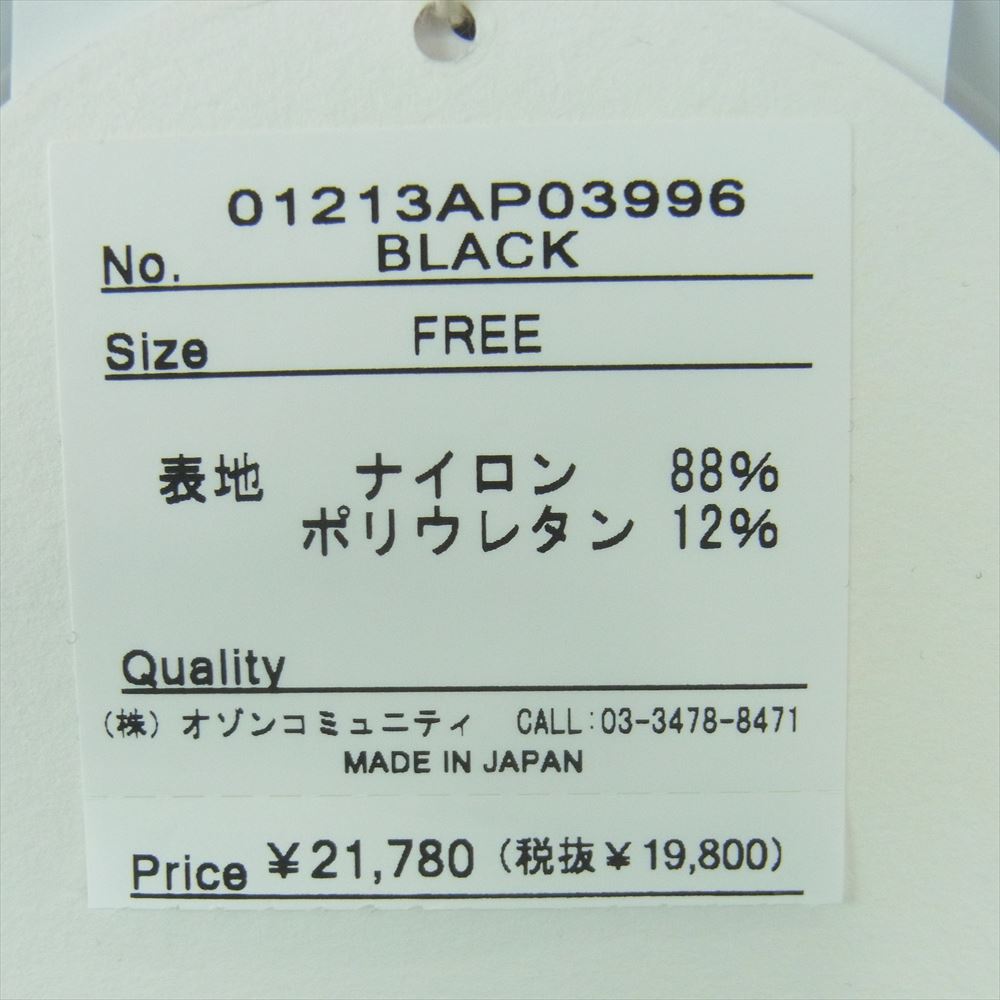 01213AP03996
No. BLACK
Size FREE
表地 ナイロン 88%
ポリウレタン 12%
Quality
(株) オゾンコミュニティ CALL:03-3478-8471
MADE IN JAPAN
Price ¥21,780 (税抜¥19,800)